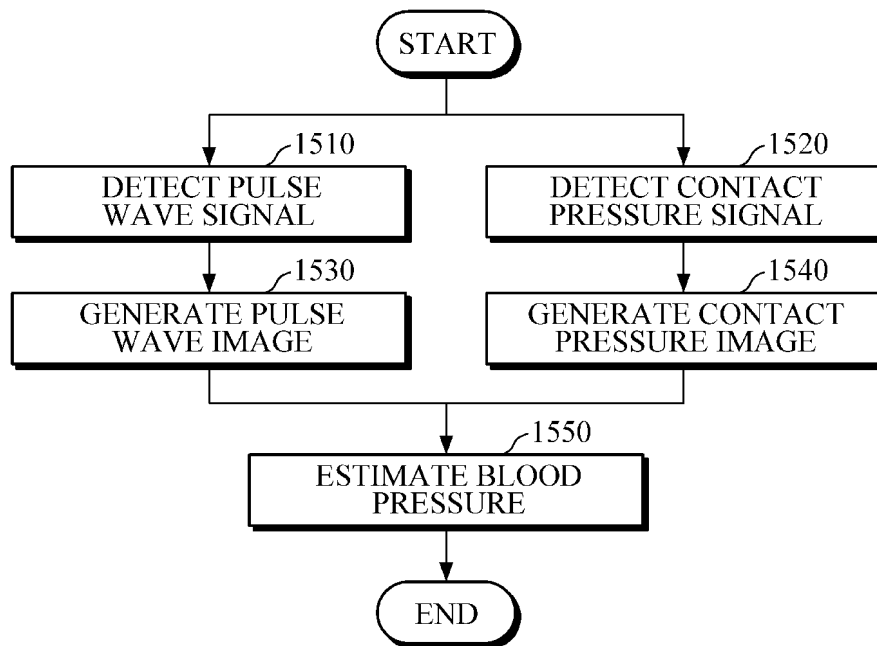 START
1510
DETECT PULSE
WAVE SIGNAL
1520
DETECT CONTACT
PRESSURE SIGNAL
1530
GENERATE PULSE
WAVE IMAGE
1540
GENERATE CONTACT
PRESSURE IMAGE
1550
ESTIMATE BLOOD
PRESSURE
END